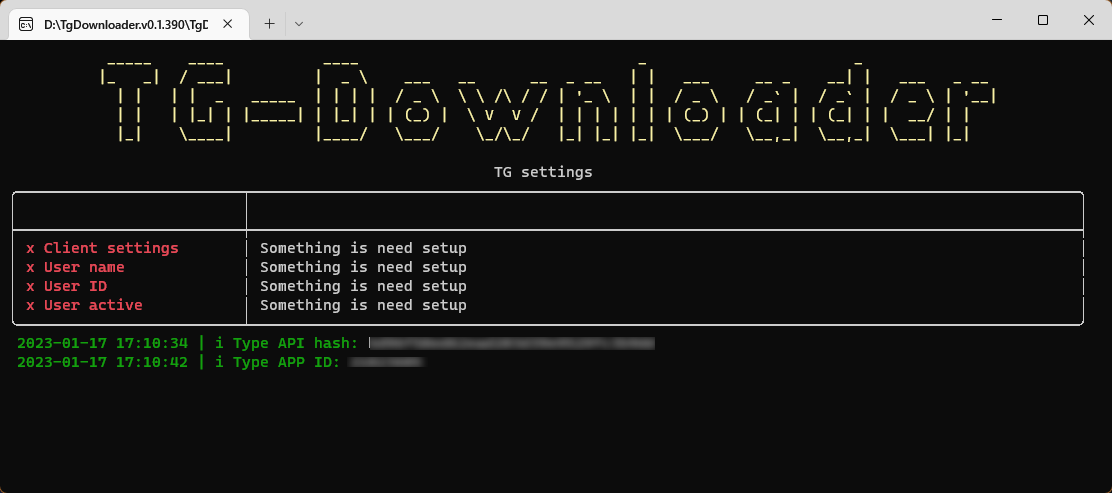 D:\TgDownloader.v0.1.390\TgD
TG-Downloader
TG settings
x Client settings Something is need setup
x User name Something is need setup
x User ID Something is need setup
x User active Something is need setup
2023-01-17 17:10:34 | i Type API hash:
2023-01-17 17:10:42 | i Type APP ID: